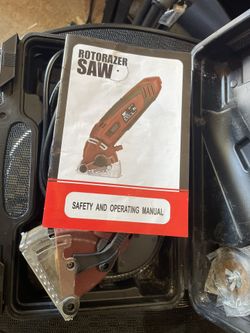 ROTORAZER
SAW
SAFETY AND OPERATING MANUAL